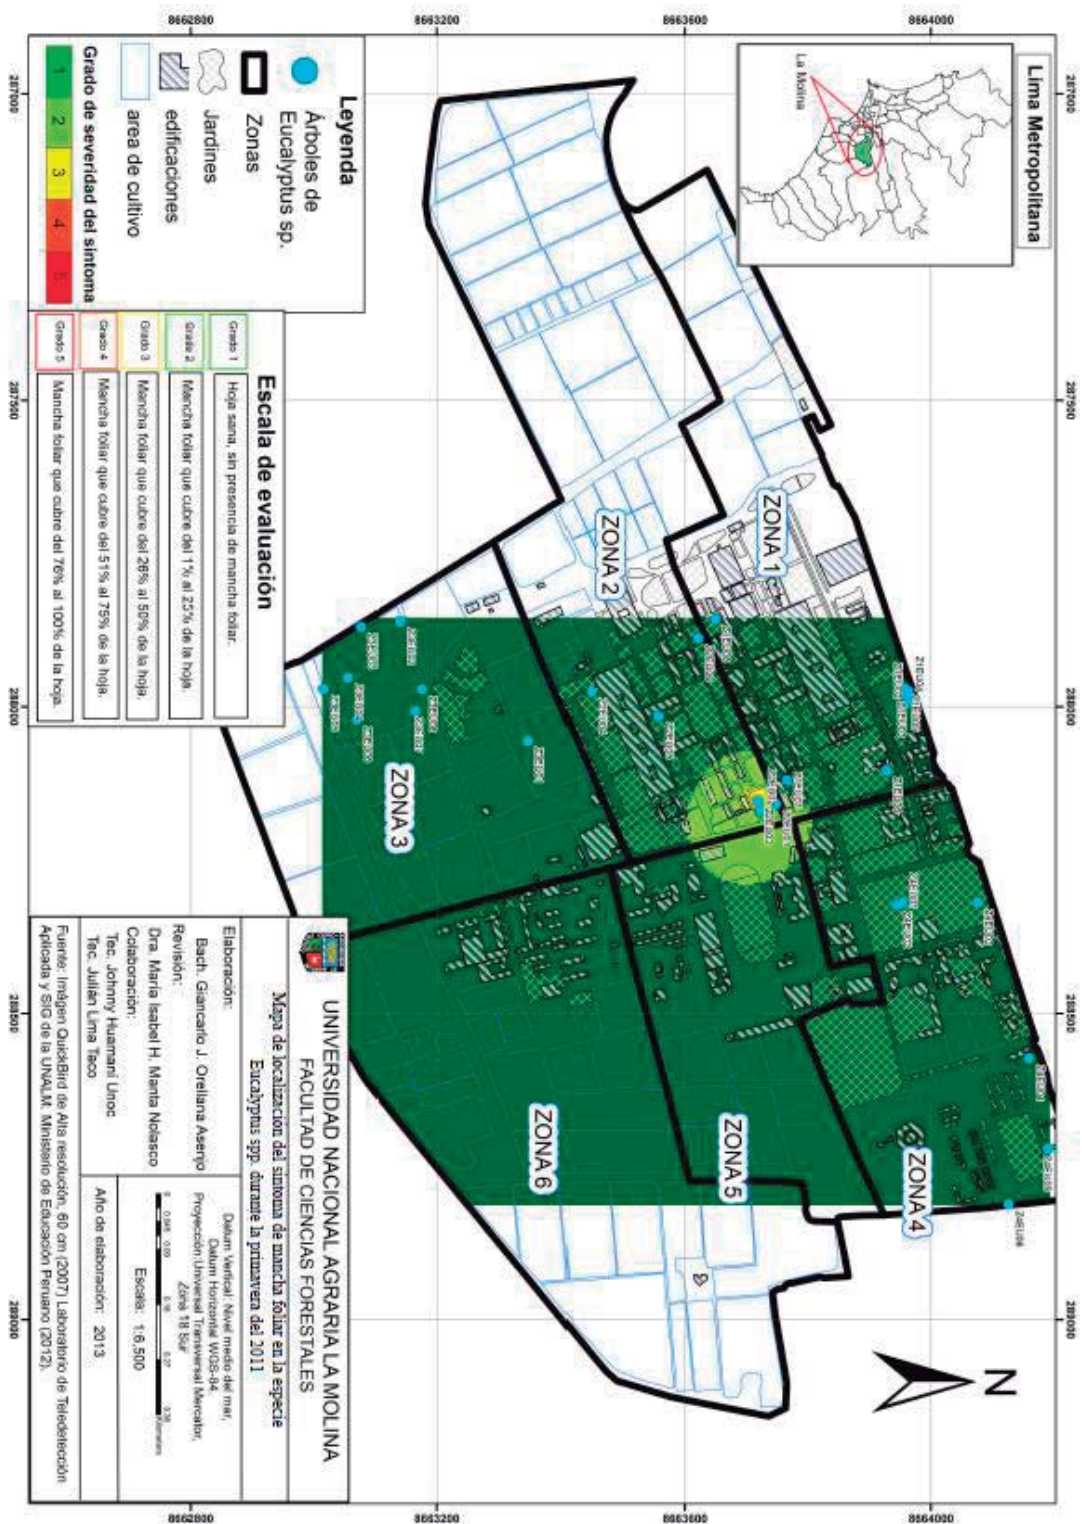 8662800
8663200
8663600
8664000
Lima Metropolitana
La Molina
287000
287500
288000
288500
289000
Leyenda
Árboles de
Eucalyptus sp.
Zonas
Jardines
edificaciones
area de cultivo
Grado de severidad del sintoma
1
2
3
4
5
Escala de evaluación
Grado 1
Hoja sana, sin presencia de mancha foliar.
Grado 2
Mancha foliar que cubre del 1% al 25% de la hoja.
Grado 3
Mancha foliar que cubre del 26% al 50% de la hoja.
Grado 4
Mancha foliar que cubre del 51% al 75% de la hoja.
Grado 5
Mancha foliar que cubre del 76% al 100% de la hoja.
ZONA 1
ZONA 2
ZONA 3
ZONA 4
ZONA 5
ZONA 6
Z4EU06
N
UNIVERSIDAD NACIONAL AGRARIA LA MOLINA
FACULTAD DE CIENCIAS FORESTALES
Mapa de localización del sintoma de mancha foliar en la especie
Eucalyptus spp. durante la primavera del 2011
Elaboración:
Bach. Giancarlo J. Orellana Asenjo
Revisión:
Dra. María Isabel H. Manta Nolasco
Colaboración:
Tec. Johnny Huamaní Unoc
Tec. Julián Lima Taco
Datum Vertical: Nivel medio del mar,
Datum Horizontal WGS-84,
Proyección Universal Transversal Mercator,
Zona 18 Sur
Escala: 1:6,500
Año de elaboración: 2013
Fuente: Imágen QuickBird de Alta resolución, 60 cm (2007) Laboratorio de Teledetección
Aplicada y SIG de la UNALM. Ministerio de Educación Peruano (2012).
8662800
8663200
8663600
8664000